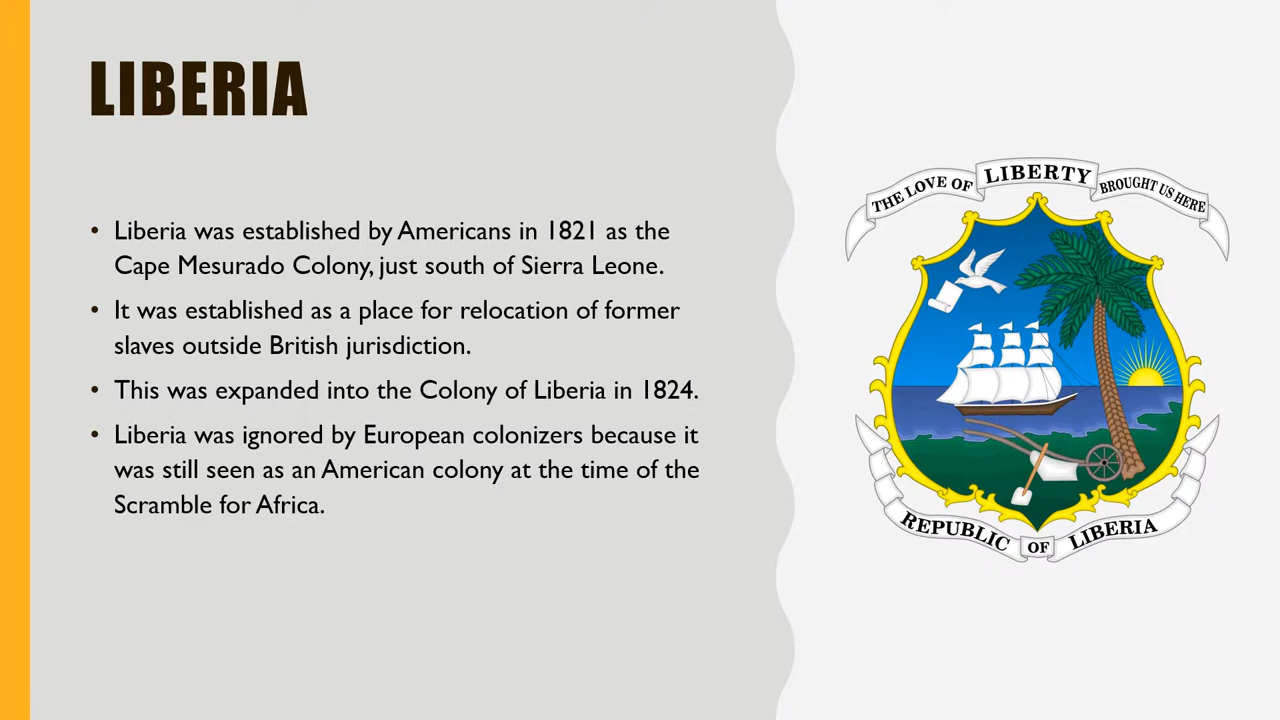 LIBERIA
• Liberia was established by Americans in 1821 as the
Cape Mesurado Colony, just south of Sierra Leone.
• It was established as a place for relocation of former
slaves outside British jurisdiction.
• This was expanded into the Colony of Liberia in 1824.
• Liberia was ignored by European colonizers because it
was still seen as an American colony at the time of the
Scramble for Africa.
THE LOVE OF LIBERTY BROUGHT US HERE
REPUBLIC OF LIBERIA